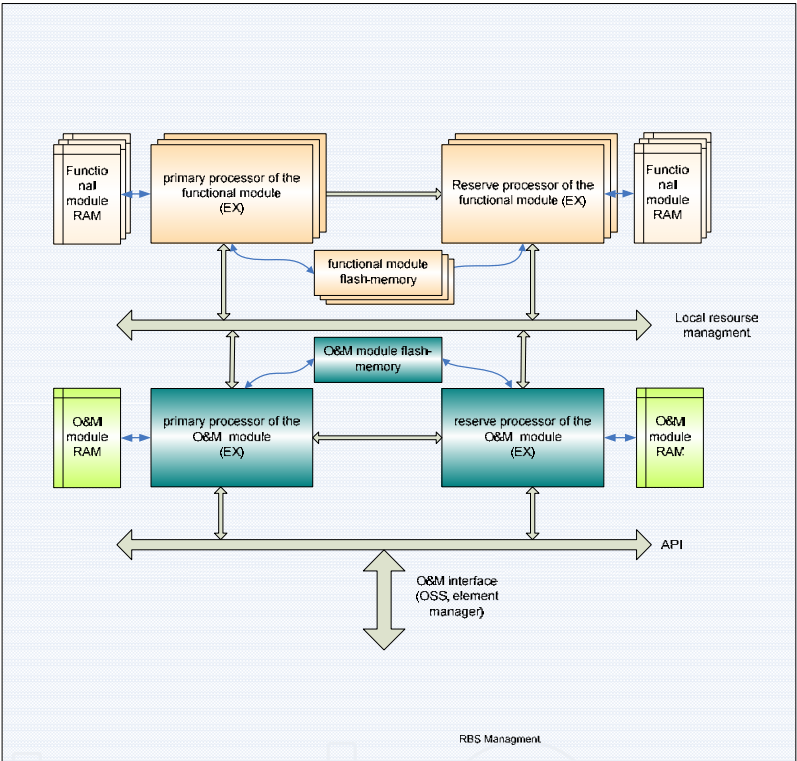 Functio
nal
module
RAM
primary processor of the
functional module
(EX)
Reserve processor of the
functional module (EX)
Functio
nal
module
RAM
functional module
flash-memory
Local resourse
managment
O&M module flash-
memory
O&M
module
RAM
primary processor of the
O&M module
(EX)
reserve processor of the
O&M module
(EX)
O&M
module
RAM
API
O&M interface
(OSS, element
manager)
RBS Managment